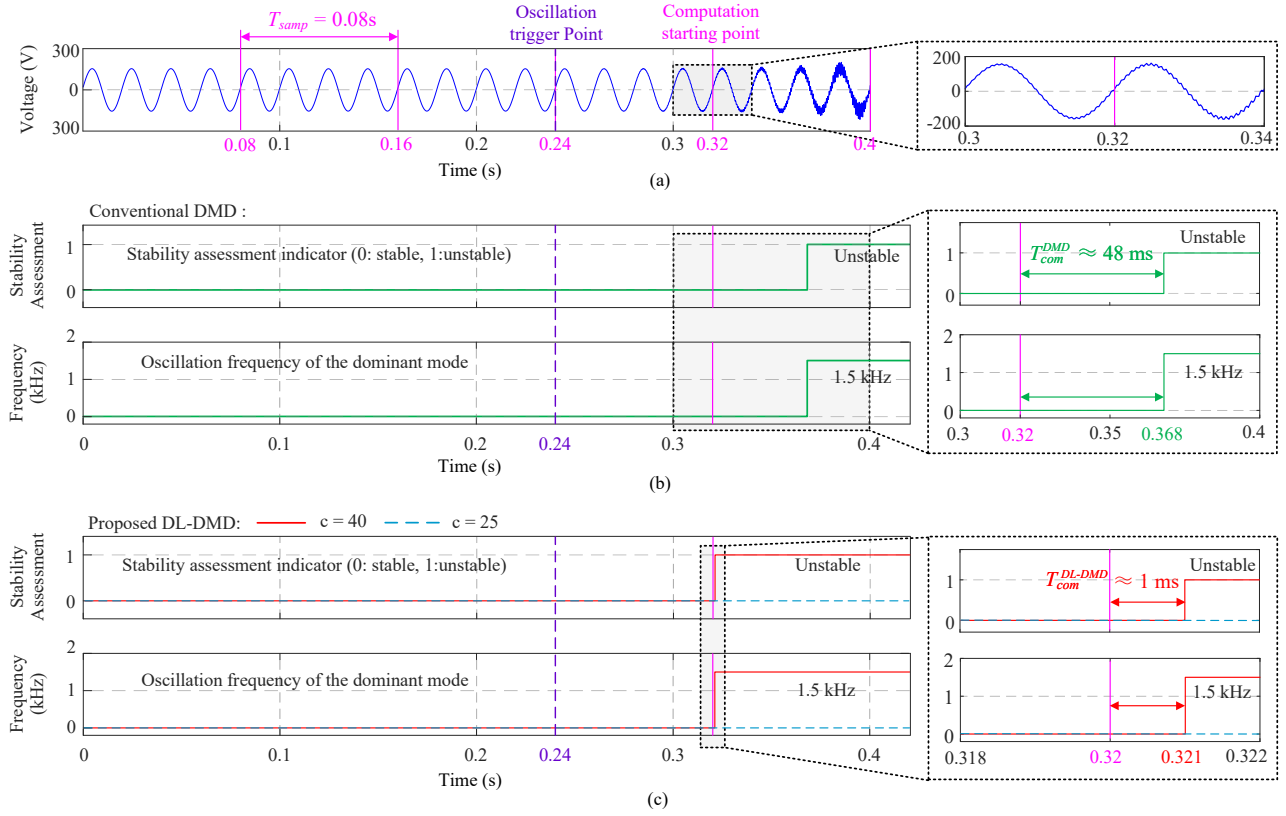 T_samp = 0.08s
Oscillation
trigger Point
Computation
starting point
Voltage (V)
300
0
300
0.08 0.1 0.16 0.2 0.24 0.3 0.32 0.4
Time (s)
200
0
-200
0.3 0.32 0.34
(a)
Conventional DMD :
Stability
Assessment
1
0
Stability assessment indicator (0: stable, 1:unstable)
Unstable
Frequency
(kHz)
2
1
0
Oscillation frequency of the dominant mode
1.5 kHz
0 0.1 0.2 0.24 0.3 0.4
Time (s)
1
0
Unstable
T_com^DMD ≈ 48 ms
2
1
0
1.5 kHz
0.3 0.32 0.35 0.368 0.4
(b)
Proposed DL-DMD: c = 40 c = 25
Stability
Assessment
1
0
Stability assessment indicator (0: stable, 1:unstable)
Unstable
Frequency
(kHz)
2
1
0
Oscillation frequency of the dominant mode
1.5 kHz
0 0.1 0.2 0.24 0.3 0.4
Time (s)
1
0
Unstable
T_com^DL-DMD ≈ 1 ms
2
1
0
1.5 kHz
0.318 0.32 0.321 0.322
(c)